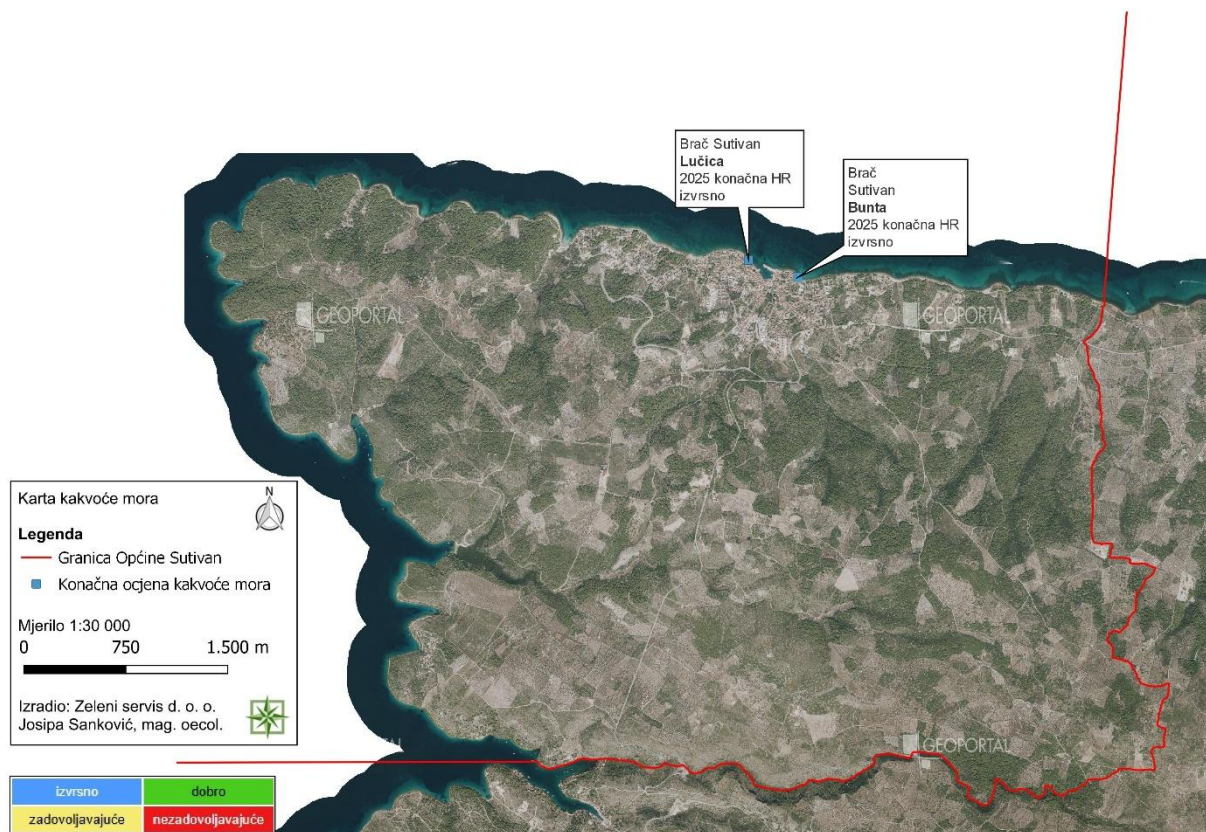 Brač Sutivan
Lučica
2025 konačna HR
izvrsno
Brač
Sutivan
Bunta
2025 konačna HR
izvrsno
GEOPORTAL
GEOPORTAL
Karta kakvoće mora
N
Legenda
Granica Općine Sutivan
Konačna ocjena kakvoće mora
Mjerilo 1:30 000
0 750 1.500 m
Izradio: Zeleni servis d. o. o.
Josipa Sanković, mag. oecol.
GEOPORTAL
izvrsno dobro
zadovoljavajuće nezadovoljavajuće